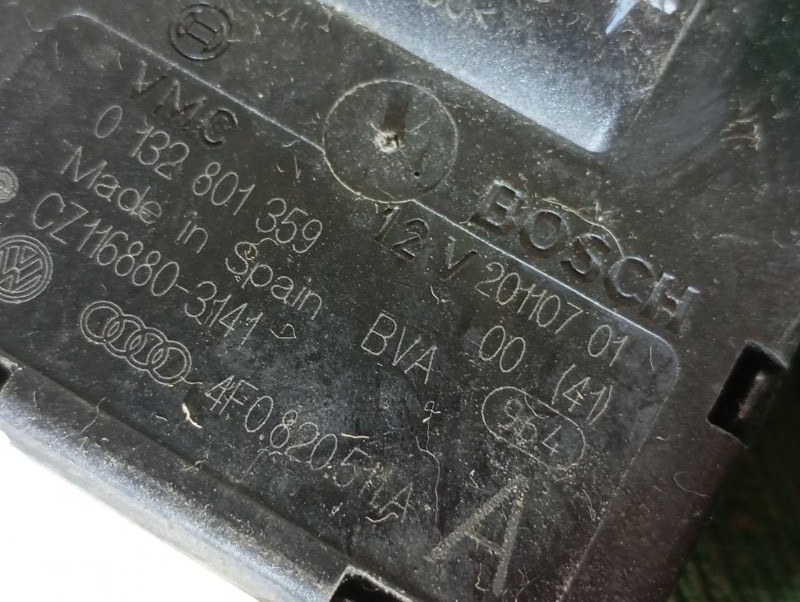 BOSCH
VMC
12 V
0 132 801 359
201107 01
Made in Spain
BVA
00 (41)
CZ116880-3141
964
4F0.820.511.A
A